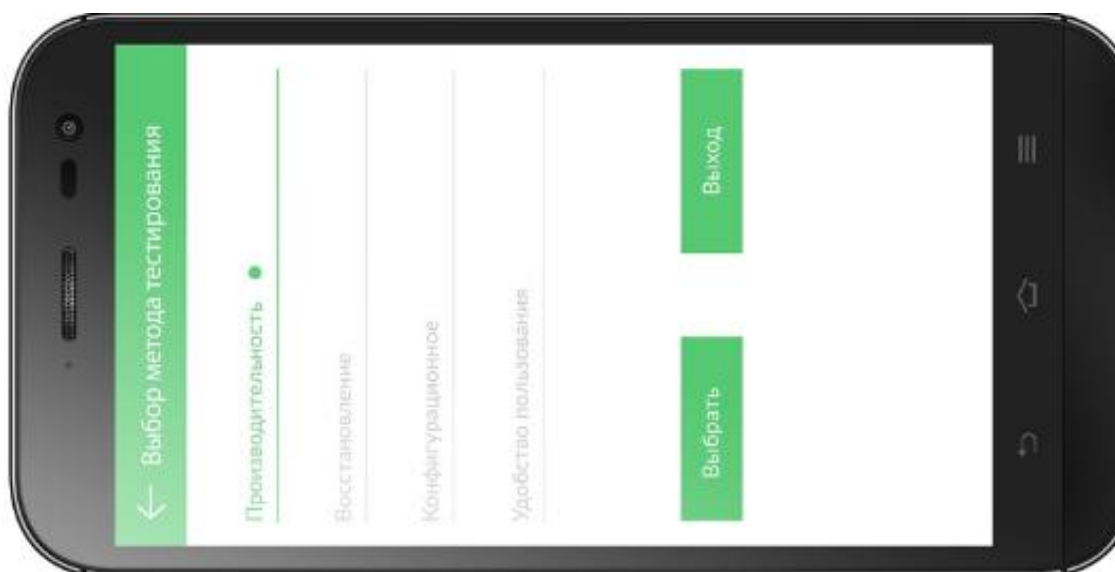 Выбор метода тестирования
Производительность
Восстановление
Конфигурационное
Удобство пользования
Выбрать
Выход